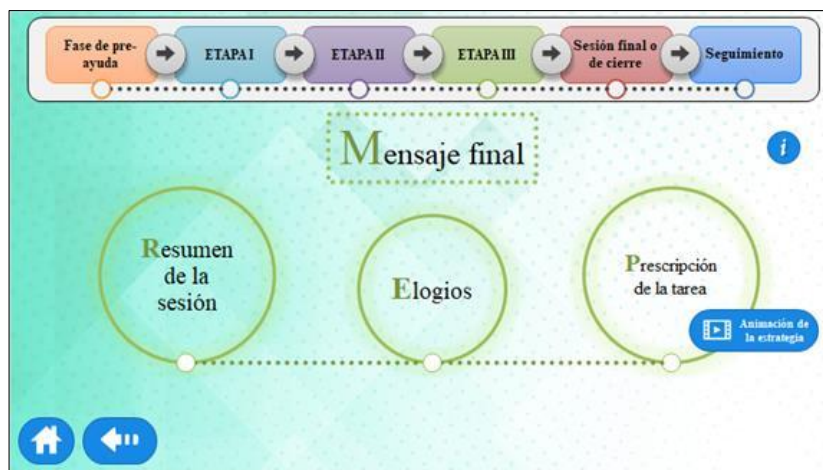 Fase de pre-
ayuda
ETAPA I
ETAPA II
ETAPA III
Sesión final o
de cierre
Seguimiento
Mensaje final
i
Resumen
de la
sesión
Elogios
Prescripción
de la tarea
Animación de
la estrategia